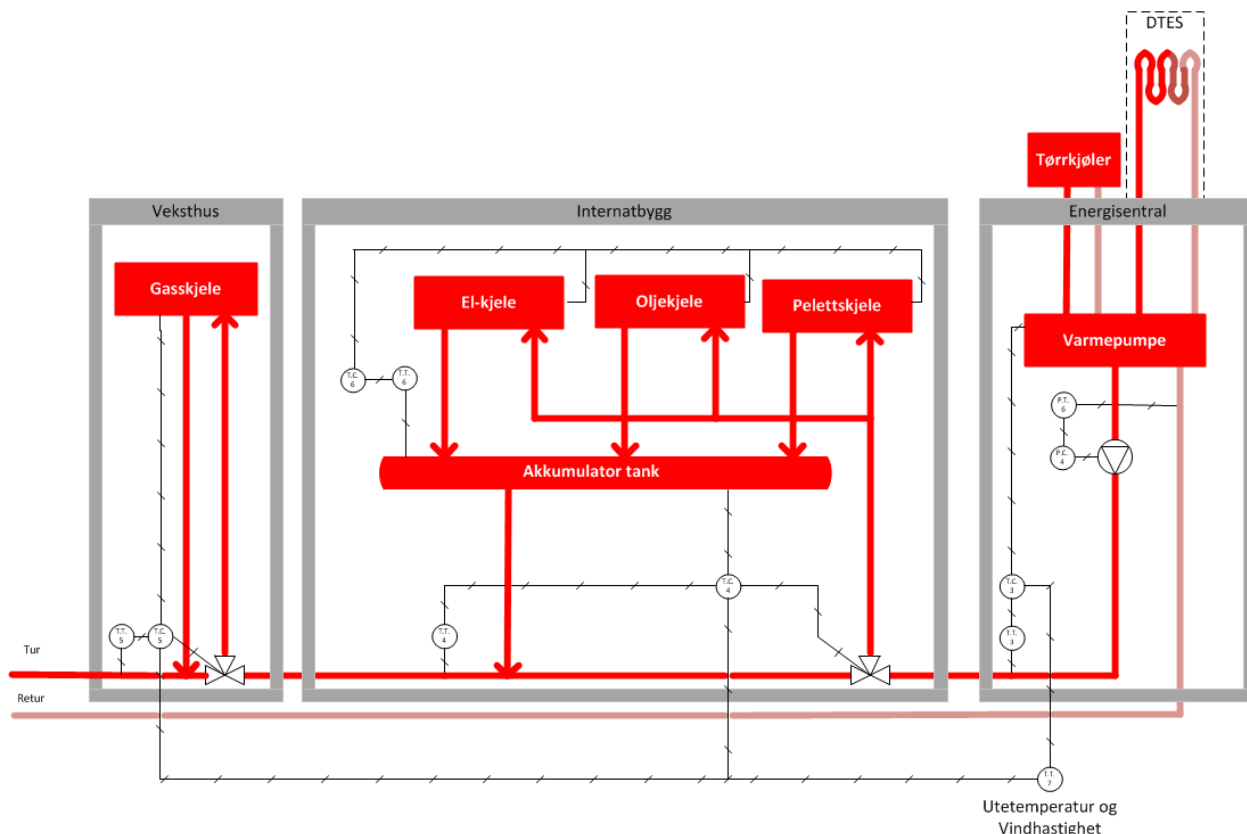 DTES
Tørrkjøler
Veksthus
Internatbygg
Energisentral
Gasskjele
El-kjele
Oljekjele
Pelettskjele
Varmepumpe
T.C.
6
T.T.
6
P.T.
6
P.C.
4
Akkumulator tank
T.C.
4
T.C.
3
T.T.
5
T.C.
5
T.T.
4
T.T.
3
Tur
Retur
T.T.
7
Utetemperatur og
Vindhastighet